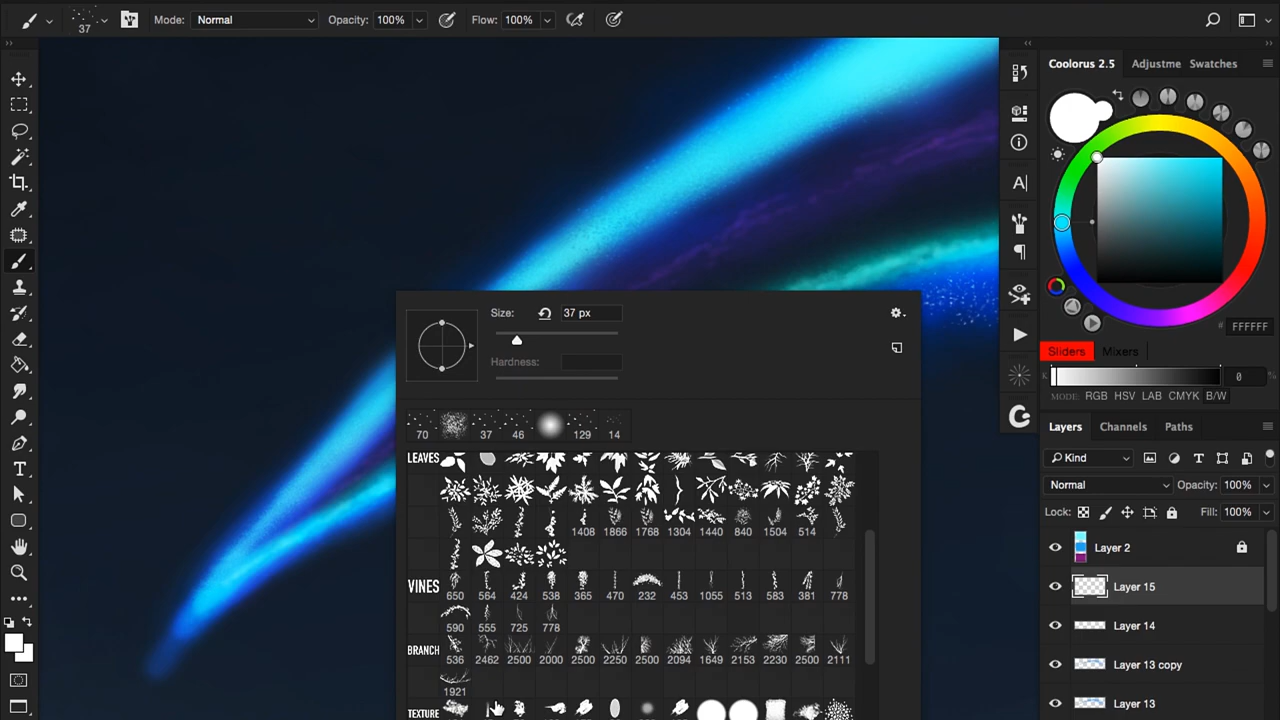 37
Mode: Normal
Opacity: 100%
Flow: 100%
Coolorus 2.5 Adjustme Swatches
FFFFFF
Sliders Mixers
K 0 %
MODE: RGB HSV LAB CMYK B/W
Layers Channels Paths
Kind
Normal Opacity: 100%
Lock: Fill: 100%
Layer 2
Layer 15
Layer 14
Layer 13 copy
Layer 13
Size: 37 px
Hardness:
70 37 46 129 14
LEAVES
1408 1866 1768 1304 1440 840 1504 514
VINES
650 564 424 538 365 470 232 453 1055 513 583 381 778
590 555 725 778
BRANCH
536 2462 2500 2000 2500 2250 2500 2094 1649 2153 2230 2500 2111
1921
TEXTURE